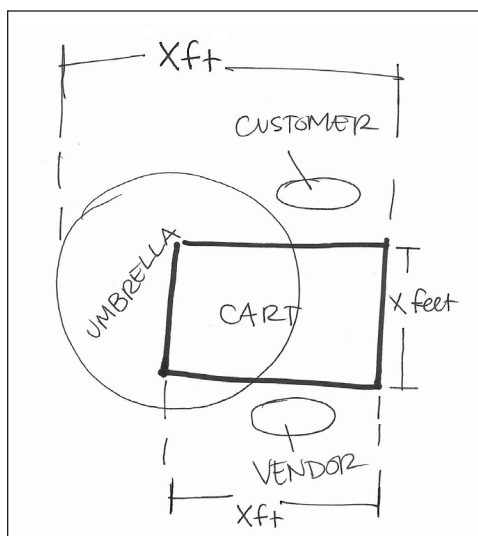 Xft
CUSTOMER
UMBRELLA
CART
X feet
VENDOR
Xft